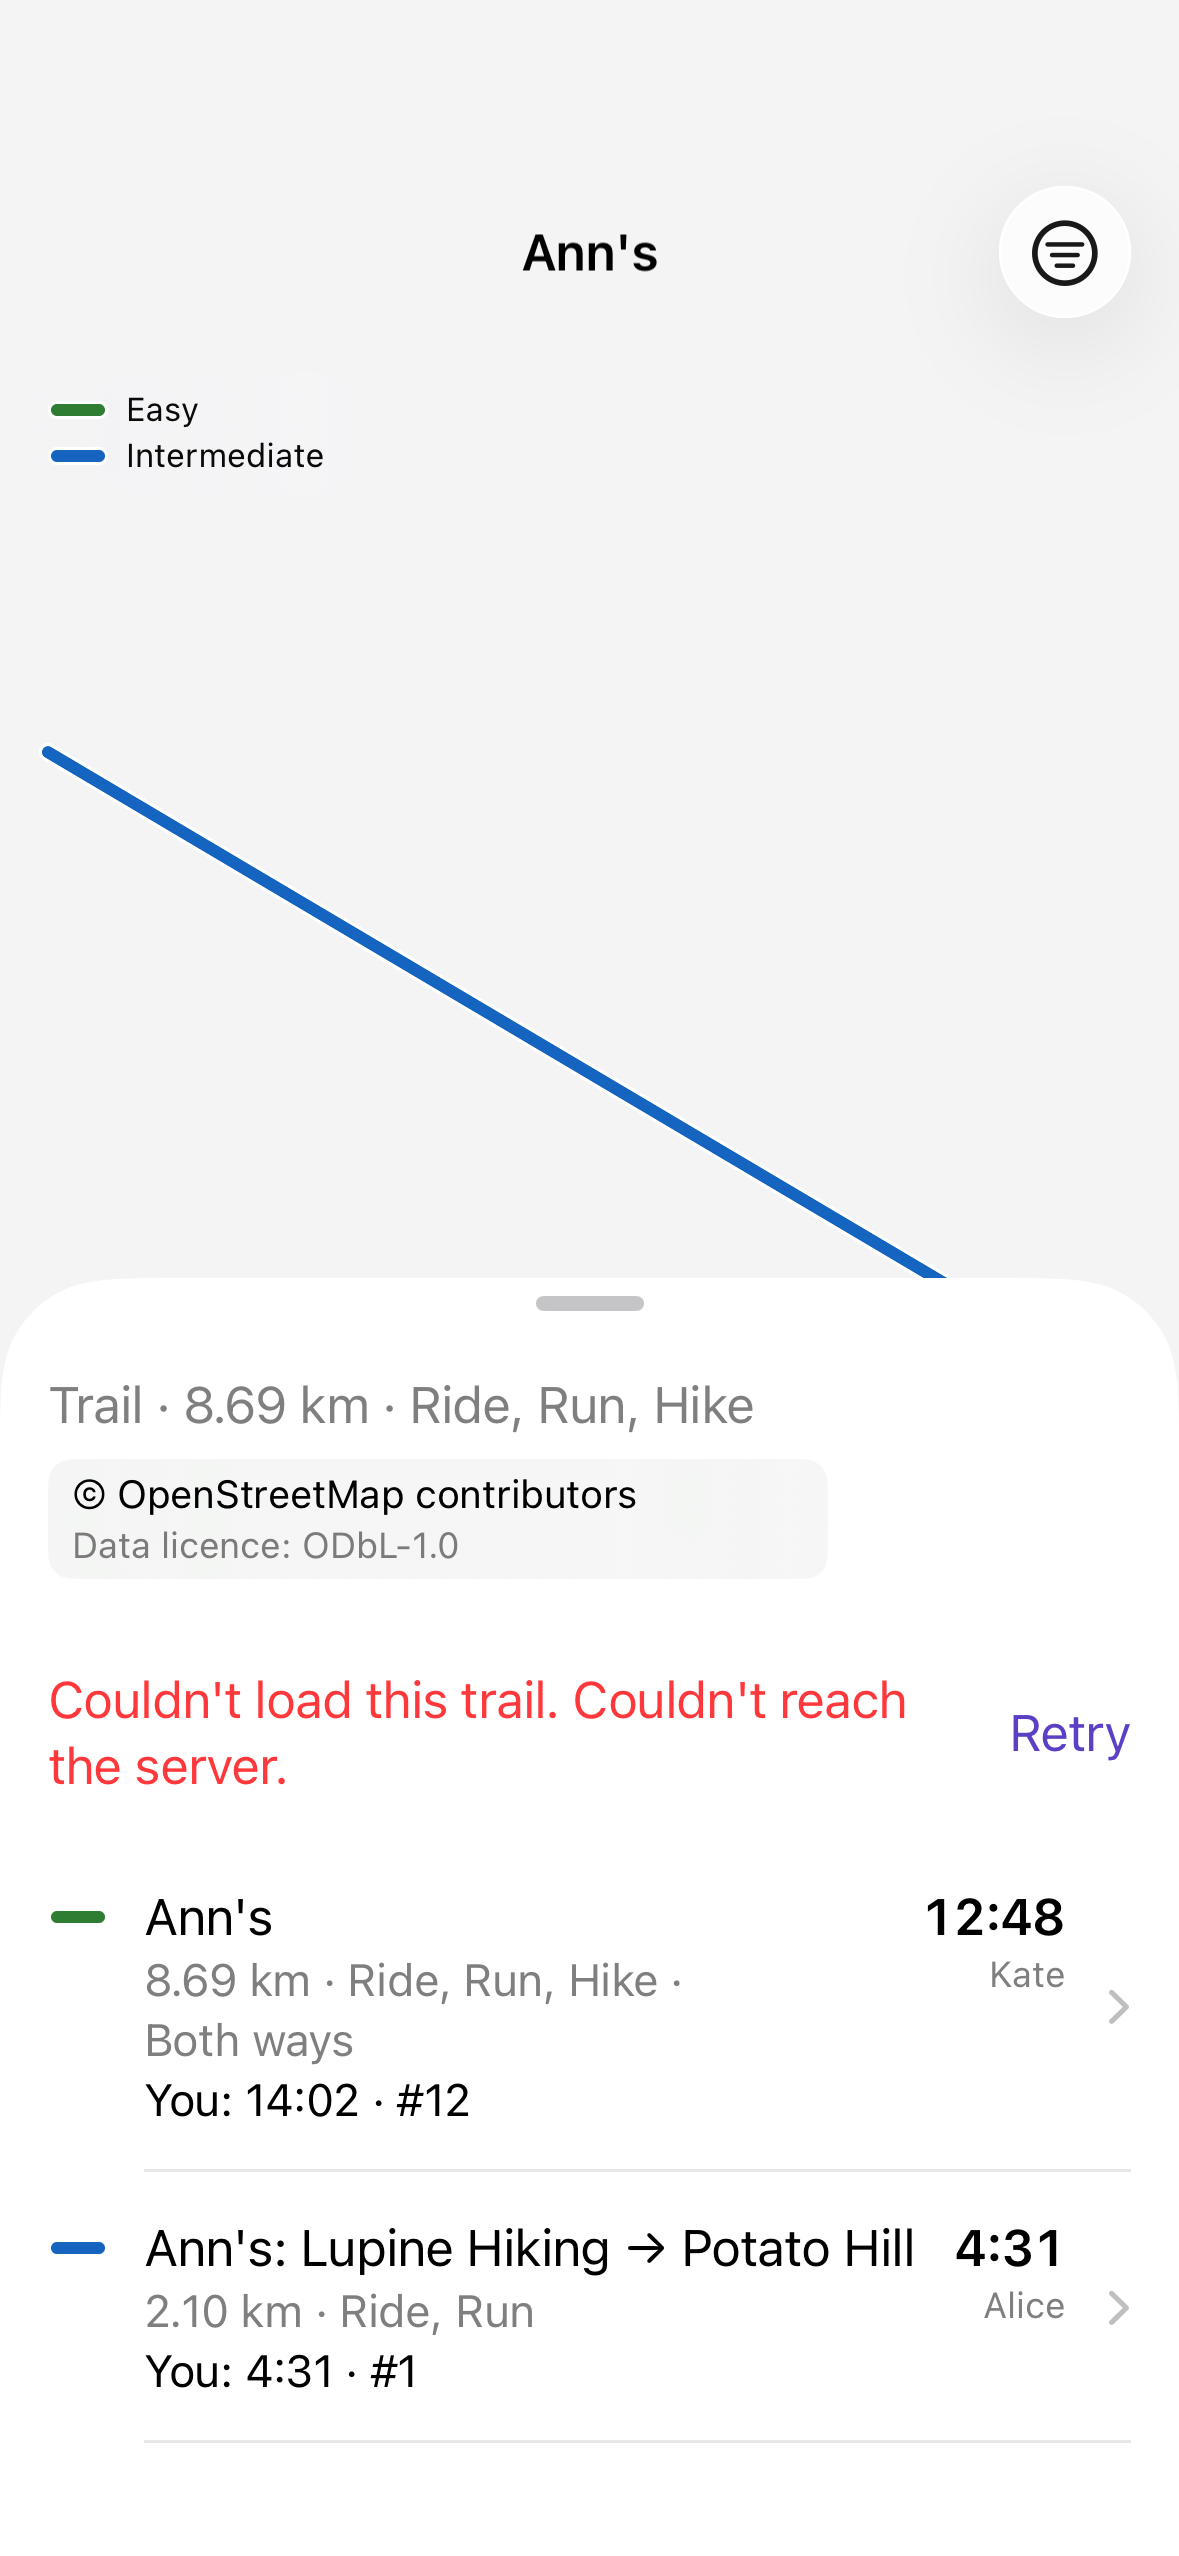 Ann's
Easy
Intermediate
Trail · 8.69 km · Ride, Run, Hike
© OpenStreetMap contributors
Data licence: ODbL-1.0
Couldn't load this trail. Couldn't reach
the server.
Retry
Ann's
12:48
8.69 km · Ride, Run, Hike ·
Kate
Both ways
You: 14:02 · #12
Ann's: Lupine Hiking → Potato Hill
4:31
2.10 km · Ride, Run
Alice
You: 4:31 · #1